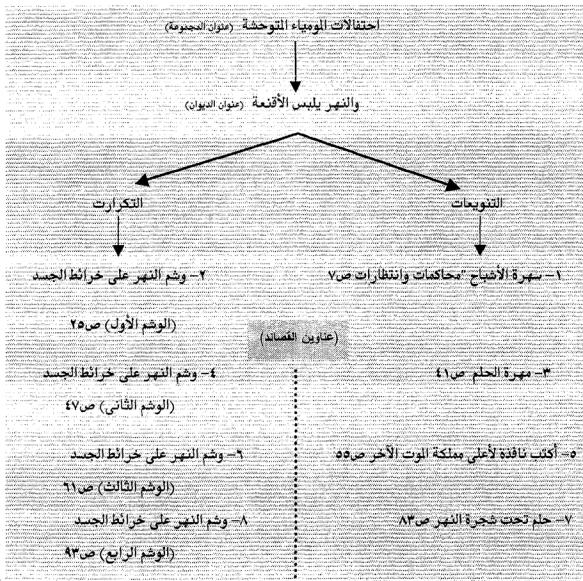 احتفالات المومياء المتوحشة (عنوان المجموعة)
والنهر يلبس الأقنعة (عنوان الديوان)
التنويعات
التكرارت
١- سهرة الأشباح "محاكمات وانتظارات ص٧
٢- وشم النهر على خرائط الجسد
(الوشم الأول) ص٢٥
(عناوين القصائد)
٣- مهرة الحلم ص٤١
٤- وشم النهر على خرائط الجسد
(الوشم الثانى) ص٤٧
٥- أكتب نافذة لأعلى مملكة الموت الآخر ص٥٥
٦- وشم النهر على خرائط الجسد
(الوشم الثالث) ص٦١
٧- حلم تحت شجرة النهر ص٨٣
٨- وشم النهر على خرائط الجسد
(الوشم الرابع) ص٩٣